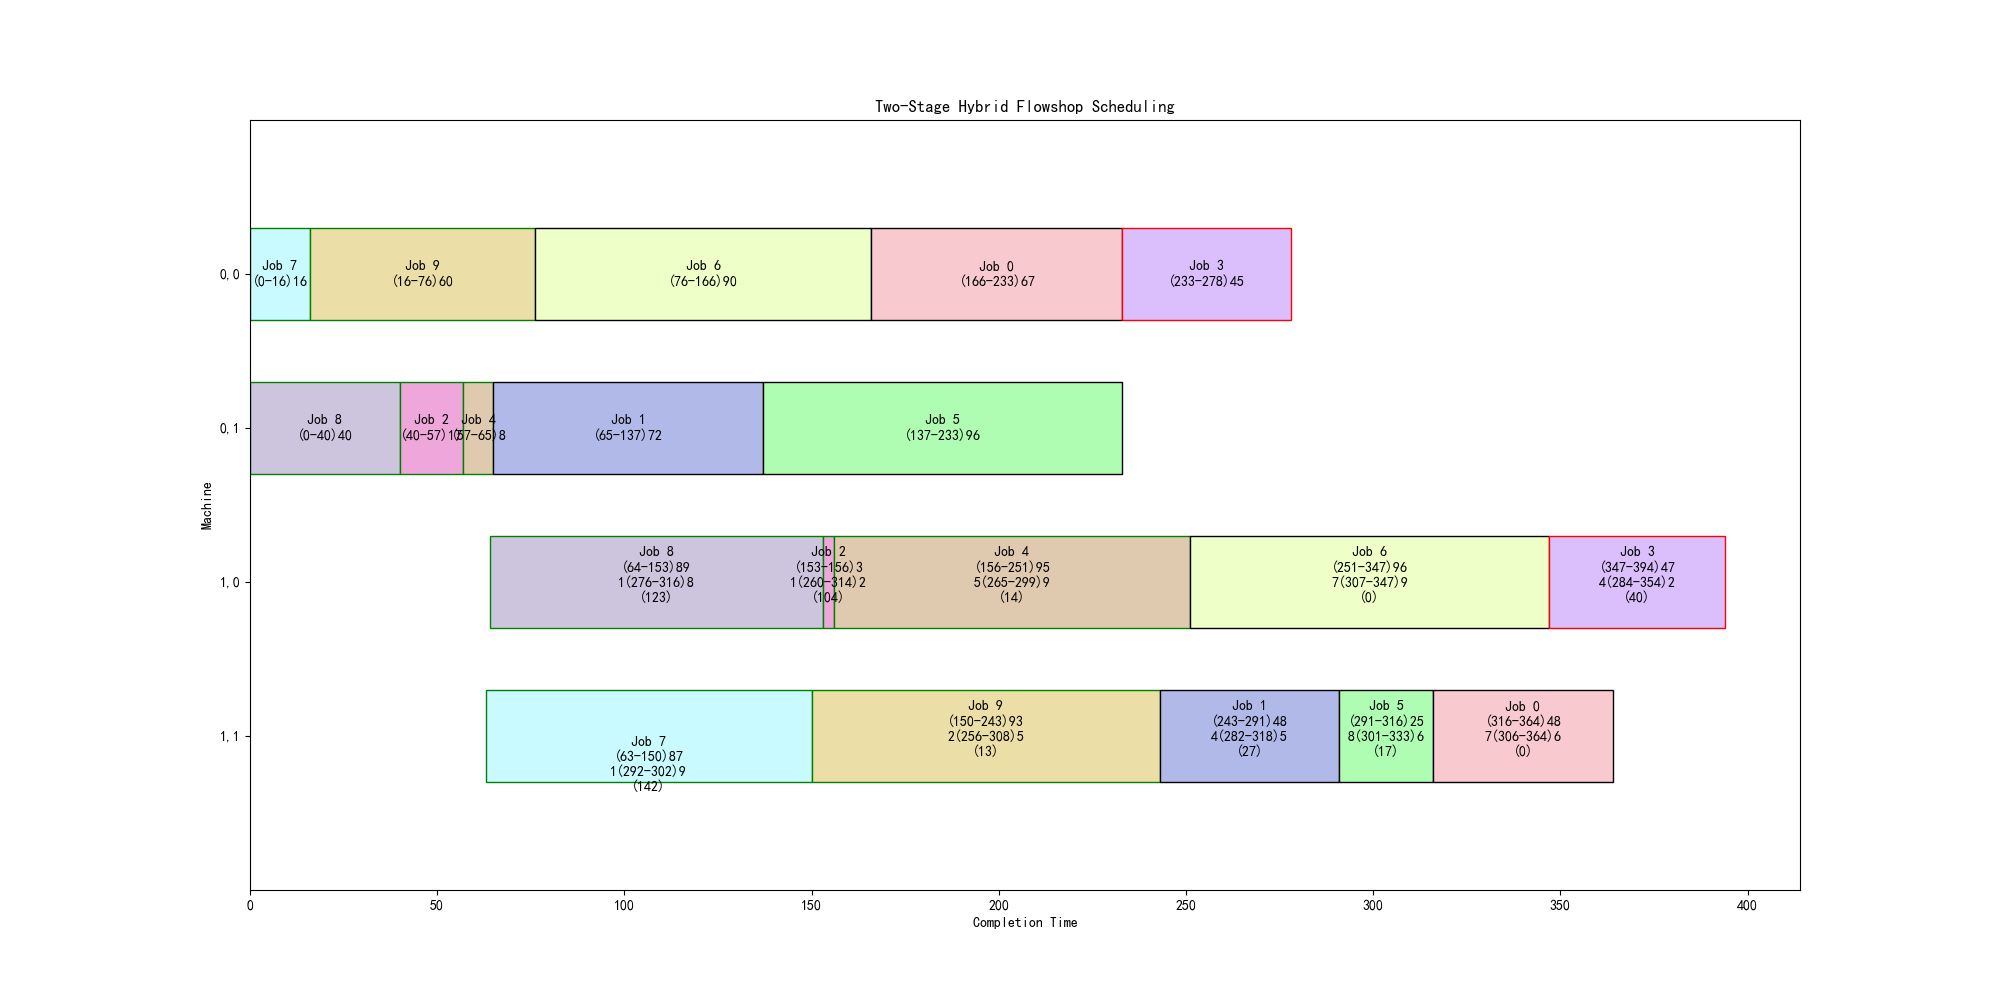 Two-Stage Hybrid Flowshop Scheduling
0,0
Job 7
(0-16)16
Job 9
(16-76)60
Job 6
(76-166)90
Job 0
(166-233)67
Job 3
(233-278)45
0,1
Job 8
(0-40)40
Job 2
(40-57)17
Job 4
(57-65)8
Job 1
(65-137)72
Job 5
(137-233)96
Machine
1,0
Job 8
(64-153)89
1(276-316)8
(123)
Job 2
(153-156)3
1(260-314)2
(104)
Job 4
(156-251)95
5(265-299)9
(14)
Job 6
(251-347)96
7(307-347)9
(0)
Job 3
(347-394)47
4(284-354)2
(40)
1,1
Job 7
(63-150)87
1(292-302)9
(142)
Job 9
(150-243)93
2(256-308)5
(13)
Job 1
(243-291)48
4(282-318)5
(27)
Job 5
(291-316)25
8(301-333)6
(17)
Job 0
(316-364)48
7(306-364)6
(0)
0 50 100 150 200 250 300 350 400
Completion Time